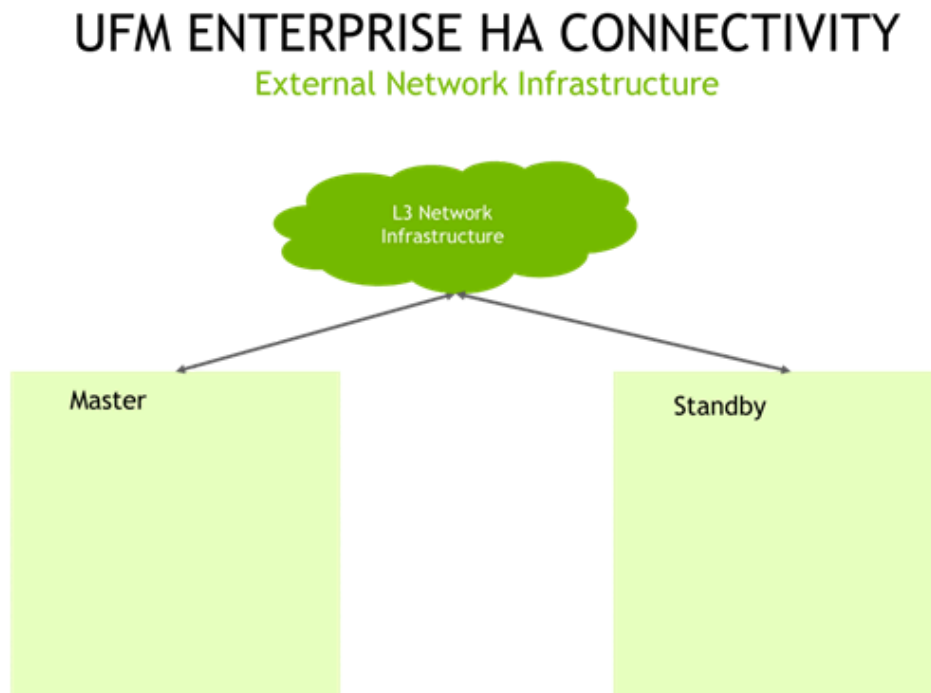 UFM ENTERPRISE HA CONNECTIVITY
External Network Infrastructure
L3 Network
Infrastructure
Master
Standby